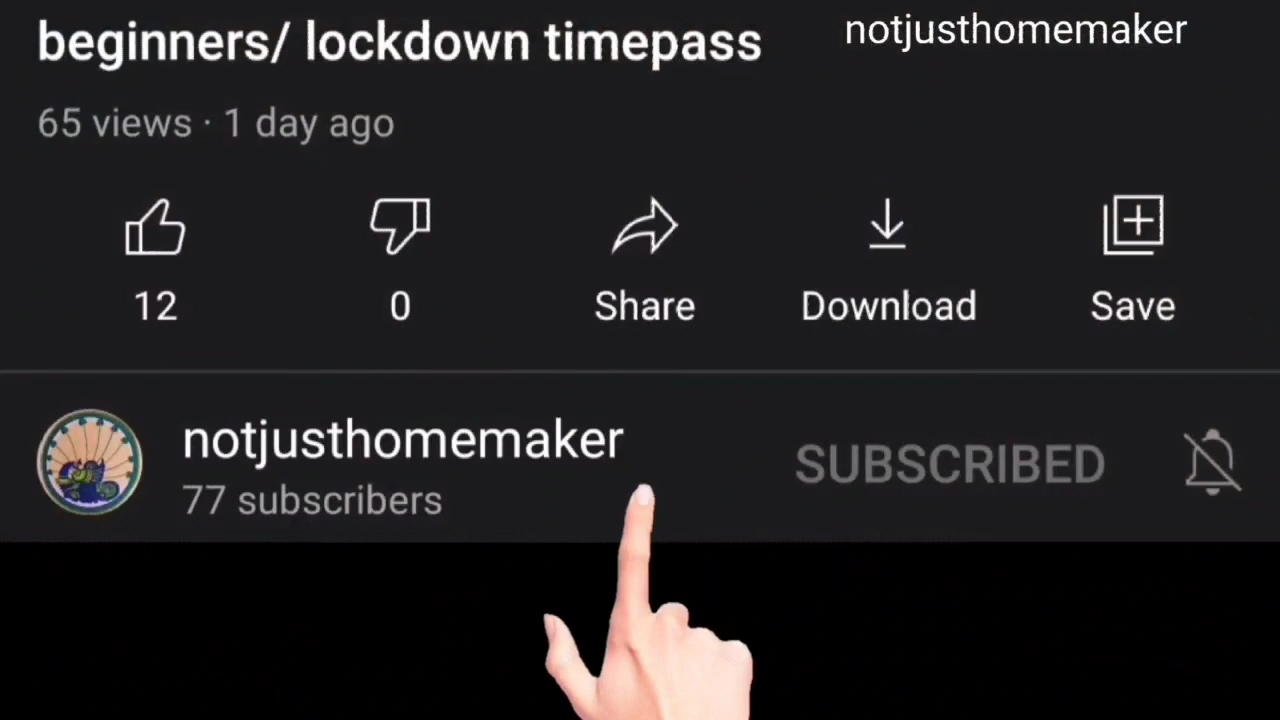 beginners/ lockdown timepass
notjusthomemaker
65 views · 1 day ago
12
0
Share
Download
Save
notjusthomemaker
77 subscribers
SUBSCRIBED